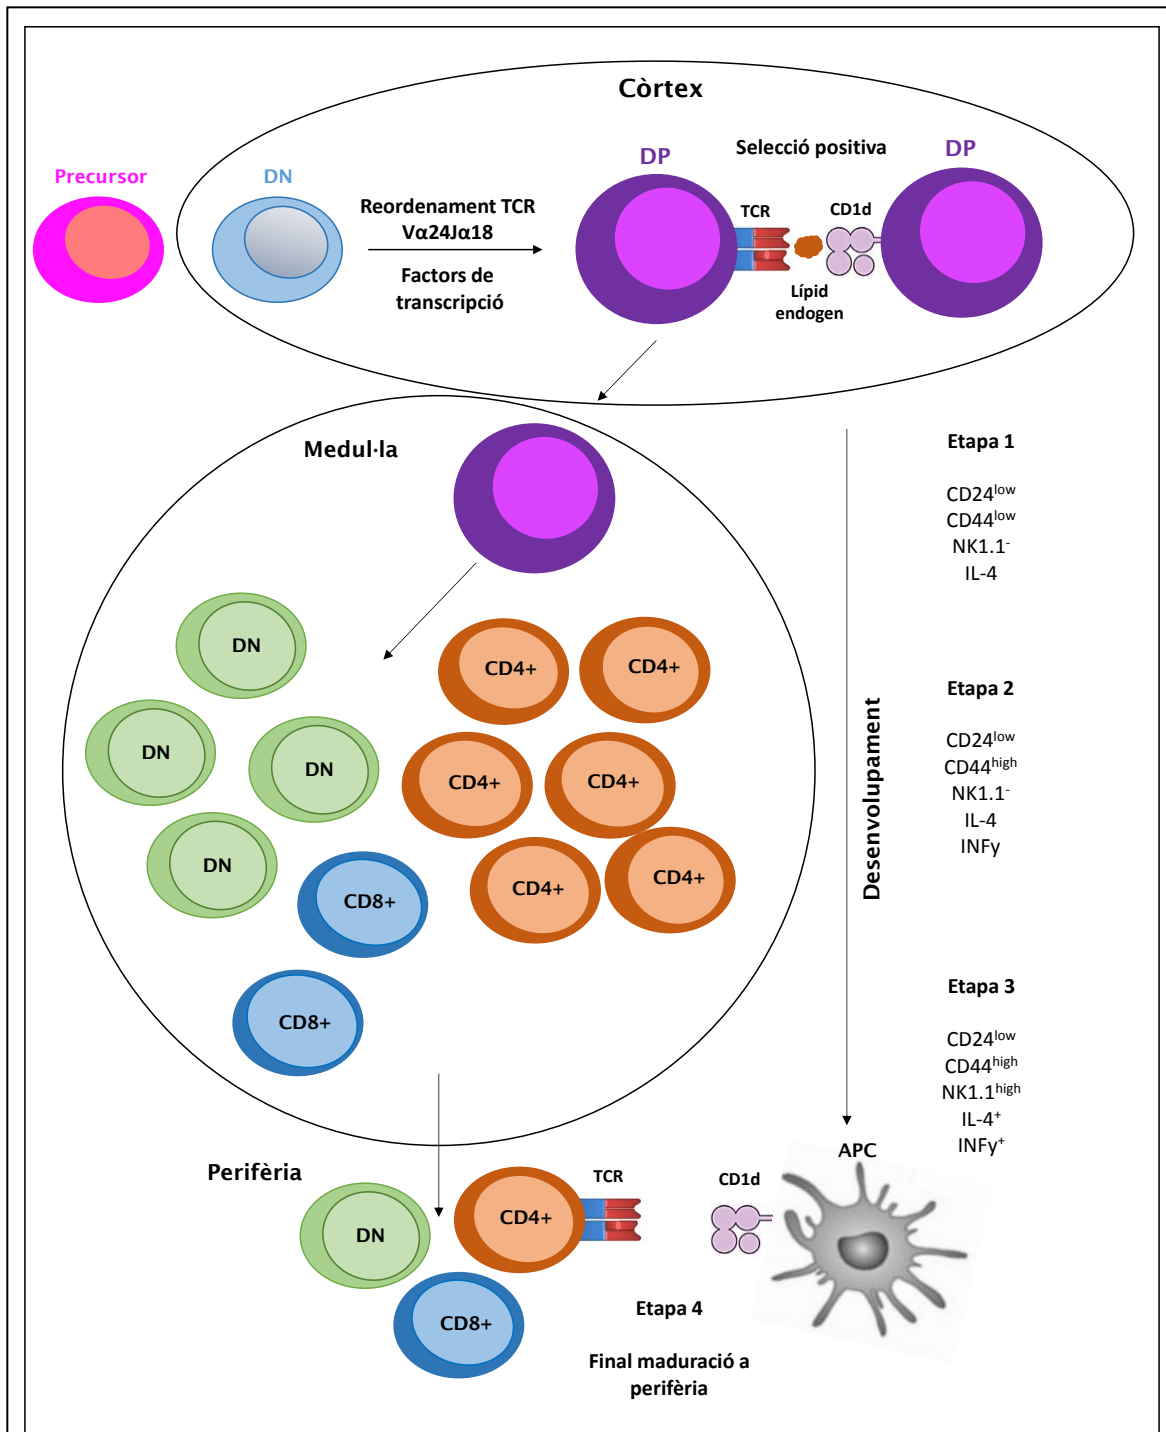 Còrtex
Precursor
DN
Reordenament TCR
Vα24Jα18
Factors de
transcripció
DP
Selecció positiva
DP
TCR
CD1d
Lípid
endogen
Medul·la
DN
DN
DN
DN
CD4+
CD4+
CD4+
CD4+
CD4+
CD4+
CD8+
CD8+
Desenvolupament
Etapa 1
CD24low
CD44low
NK1.1-
IL-4
Etapa 2
CD24low
CD44high
NK1.1-
IL-4
INFγ
Etapa 3
CD24low
CD44high
NK1.1high
IL-4+
INFγ+
Perifèria
DN
CD4+
CD8+
TCR
CD1d
APC
Etapa 4
Final maduració a
perifèria